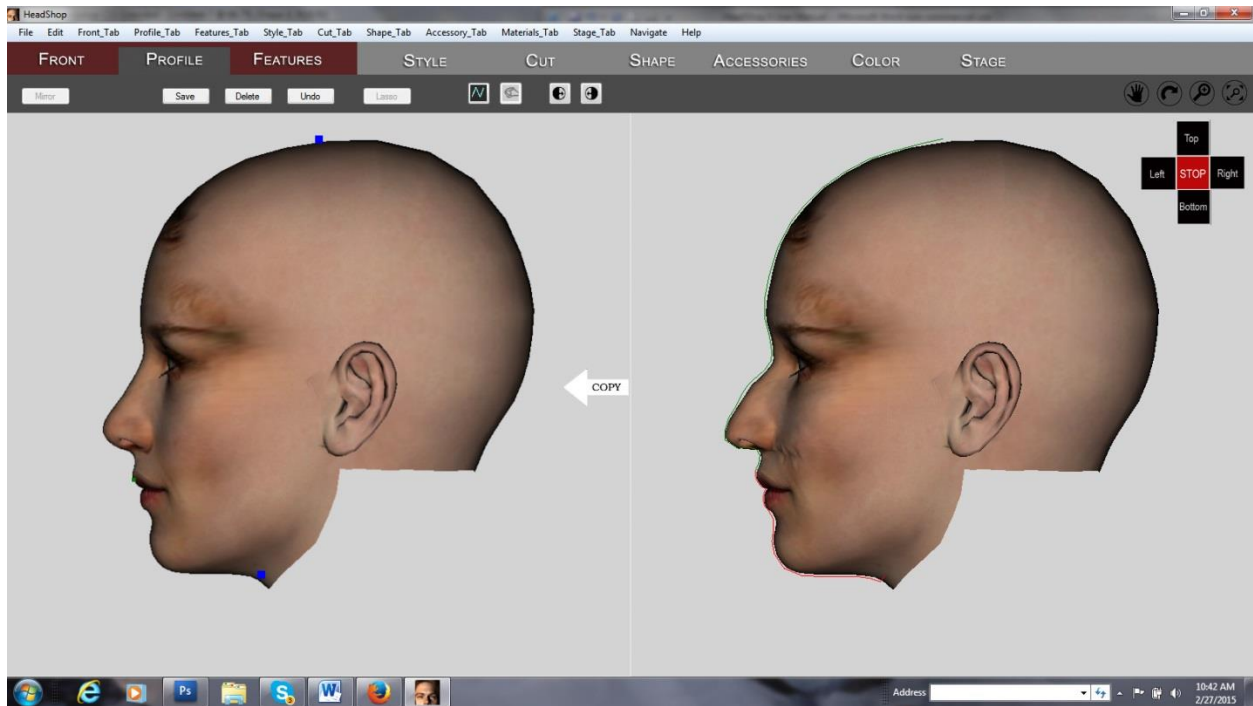 HeadShop
File Edit Front_Tab Profile_Tab Features_Tab Style_Tab Cut_Tab Shape_Tab Accessory_Tab Materials_Tab Stage_Tab Navigate Help
FRONT PROFILE FEATURES STYLE CUT SHAPE ACCESSORIES COLOR STAGE
Mirror Save Delete Undo Lasso
Top
Left STOP Right
Bottom
COPY
Ps S W Address 10:42 AM
2/27/2015